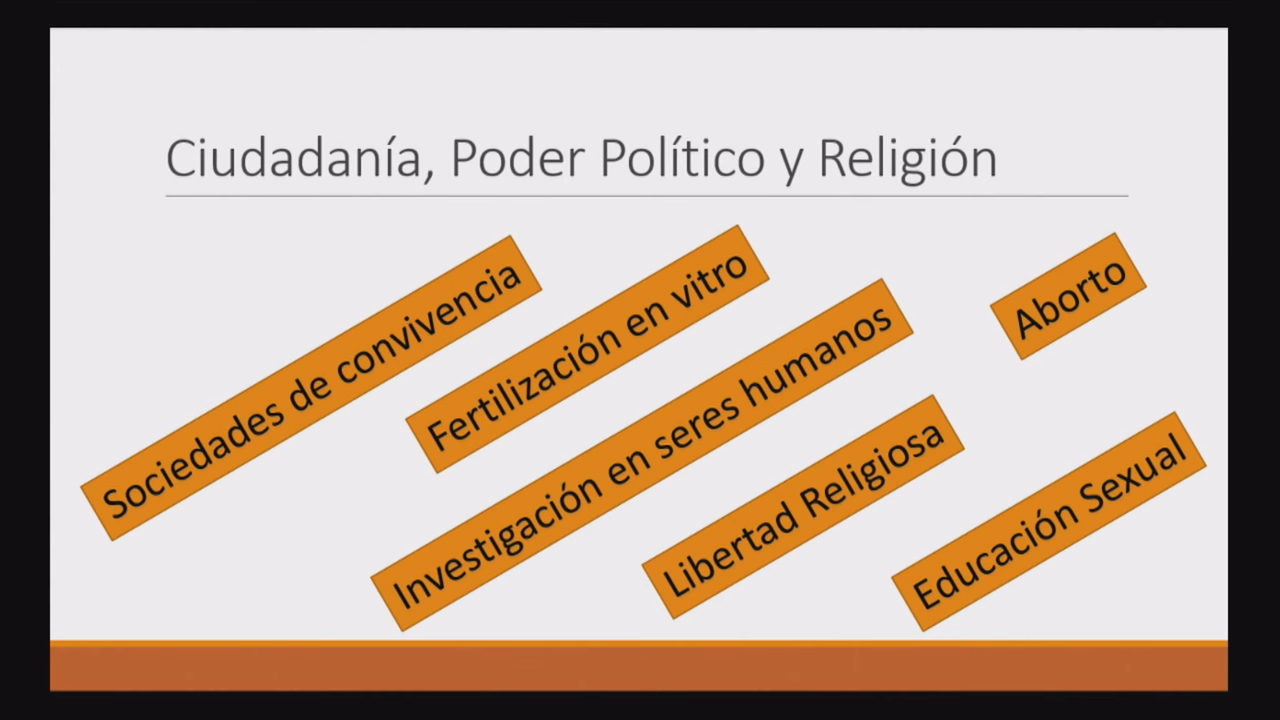 Ciudadanía, Poder Político y Religión
Sociedades de convivencia
Fertilización en vitro
Aborto
Investigación en seres humanos
Libertad Religiosa
Educación Sexual